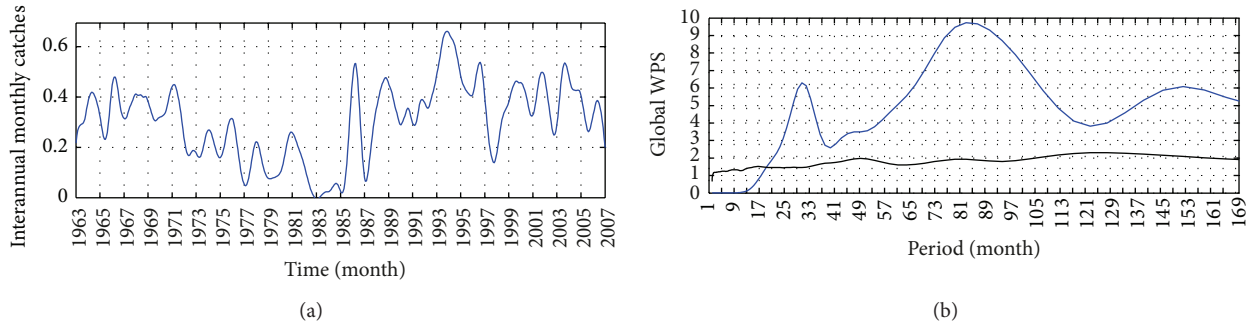 Interannual monthly catches
0.6
0.4
0.2
0
1963 1965 1967 1969 1971 1973 1975 1977 1979 1981 1983 1985 1987 1989 1991 1993 1995 1997 1999 2001 2003 2005 2007
Time (month)
(a)
Global WPS
10
9
8
7
6
5
4
3
2
1
0
1 9 17 25 33 41 49 57 65 73 81 89 97 105 113 121 129 137 145 153 161 169
Period (month)
(b)